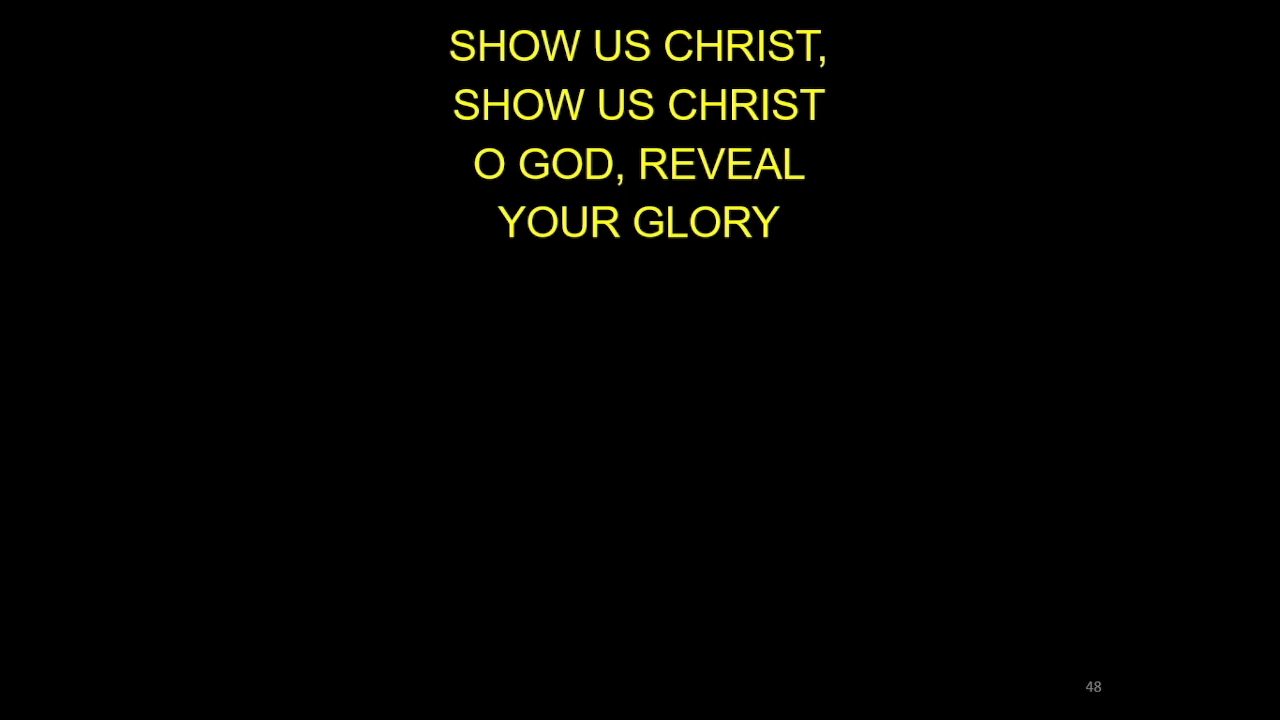 SHOW US CHRIST,
SHOW US CHRIST
O GOD, REVEAL
YOUR GLORY
48